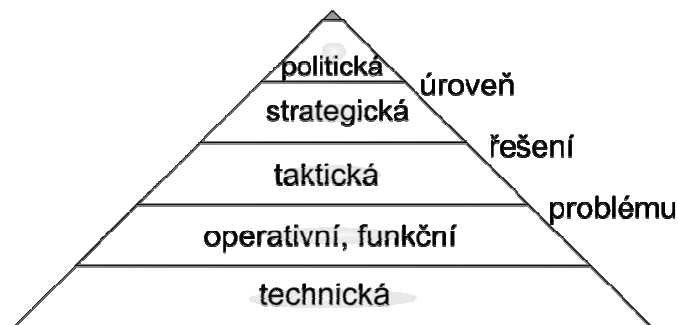 politická
úroveň
strategická
řešení
taktická
problému
operativní, funkční
technická